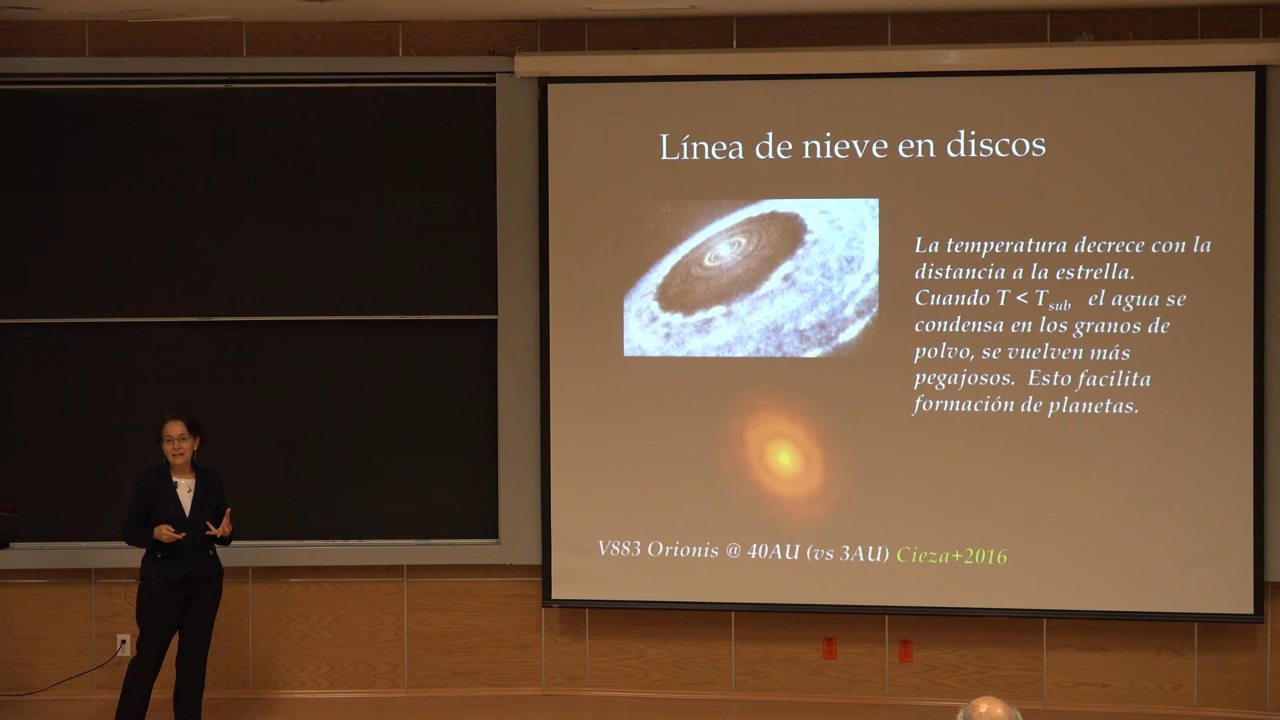 Línea de nieve en discos
La temperatura decrece con la
distancia a la estrella.
Cuando T < Tsub el agua se
condensa en los granos de
polvo, se vuelven más
pegajosos. Esto facilita
formación de planetas.
V883 Orionis @ 40AU (vs 3AU) Cieza+2016